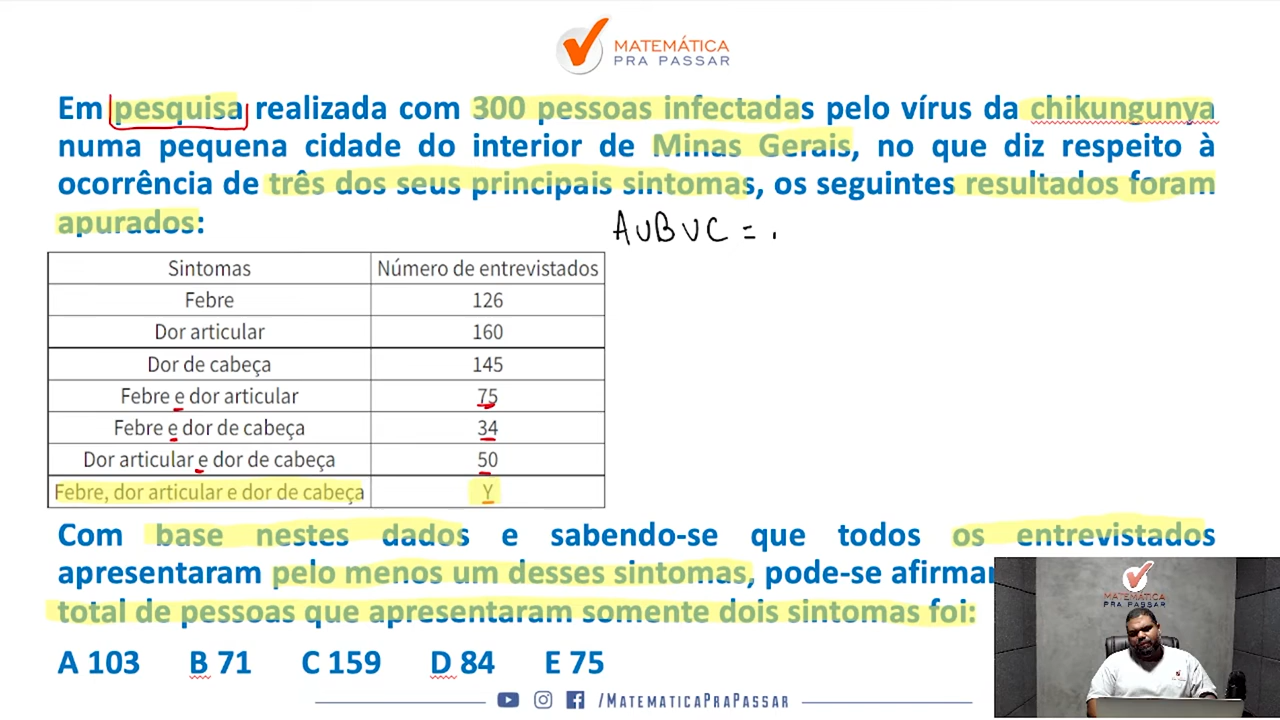 MATEMÁTICA
PRA PASSAR
Em pesquisa realizada com 300 pessoas infectadas pelo vírus da chikungunya
numa pequena cidade do interior de Minas Gerais, no que diz respeito à
ocorrência de três dos seus principais sintomas, os seguintes resultados foram
apurados:
A∪B∪C =
Sintomas Número de entrevistados
Febre 126
Dor articular 160
Dor de cabeça 145
Febre e dor articular 75
Febre e dor de cabeça 34
Dor articular e dor de cabeça 50
Febre, dor articular e dor de cabeça Y
Com base nestes dados e sabendo-se que todos os entrevistados
apresentaram pelo menos um desses sintomas, pode-se afirmar
total de pessoas que apresentaram somente dois sintomas foi:
MATEMÁTICA
PRA PASSAR
A 103 B 71 C 159 D 84 E 75
/MATEMATICAPRAPASSAR